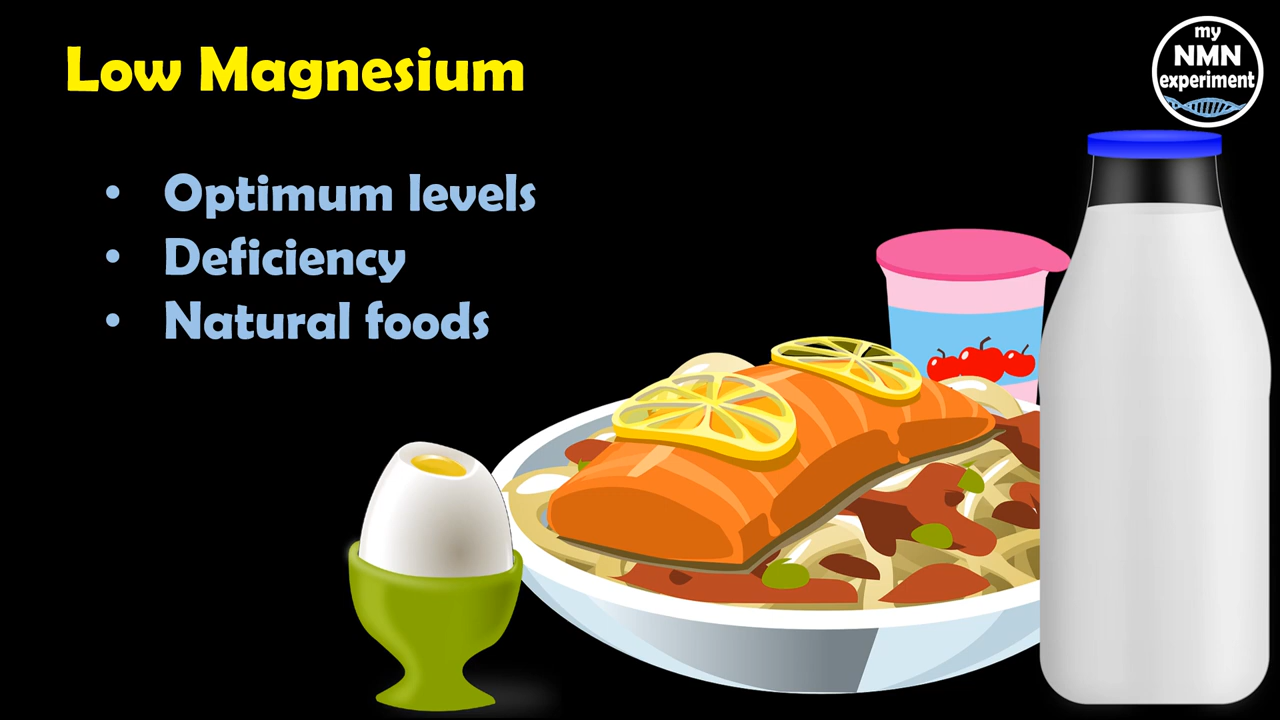 Low Magnesium
my
NMN
experiment
• Optimum levels
• Deficiency
• Natural foods